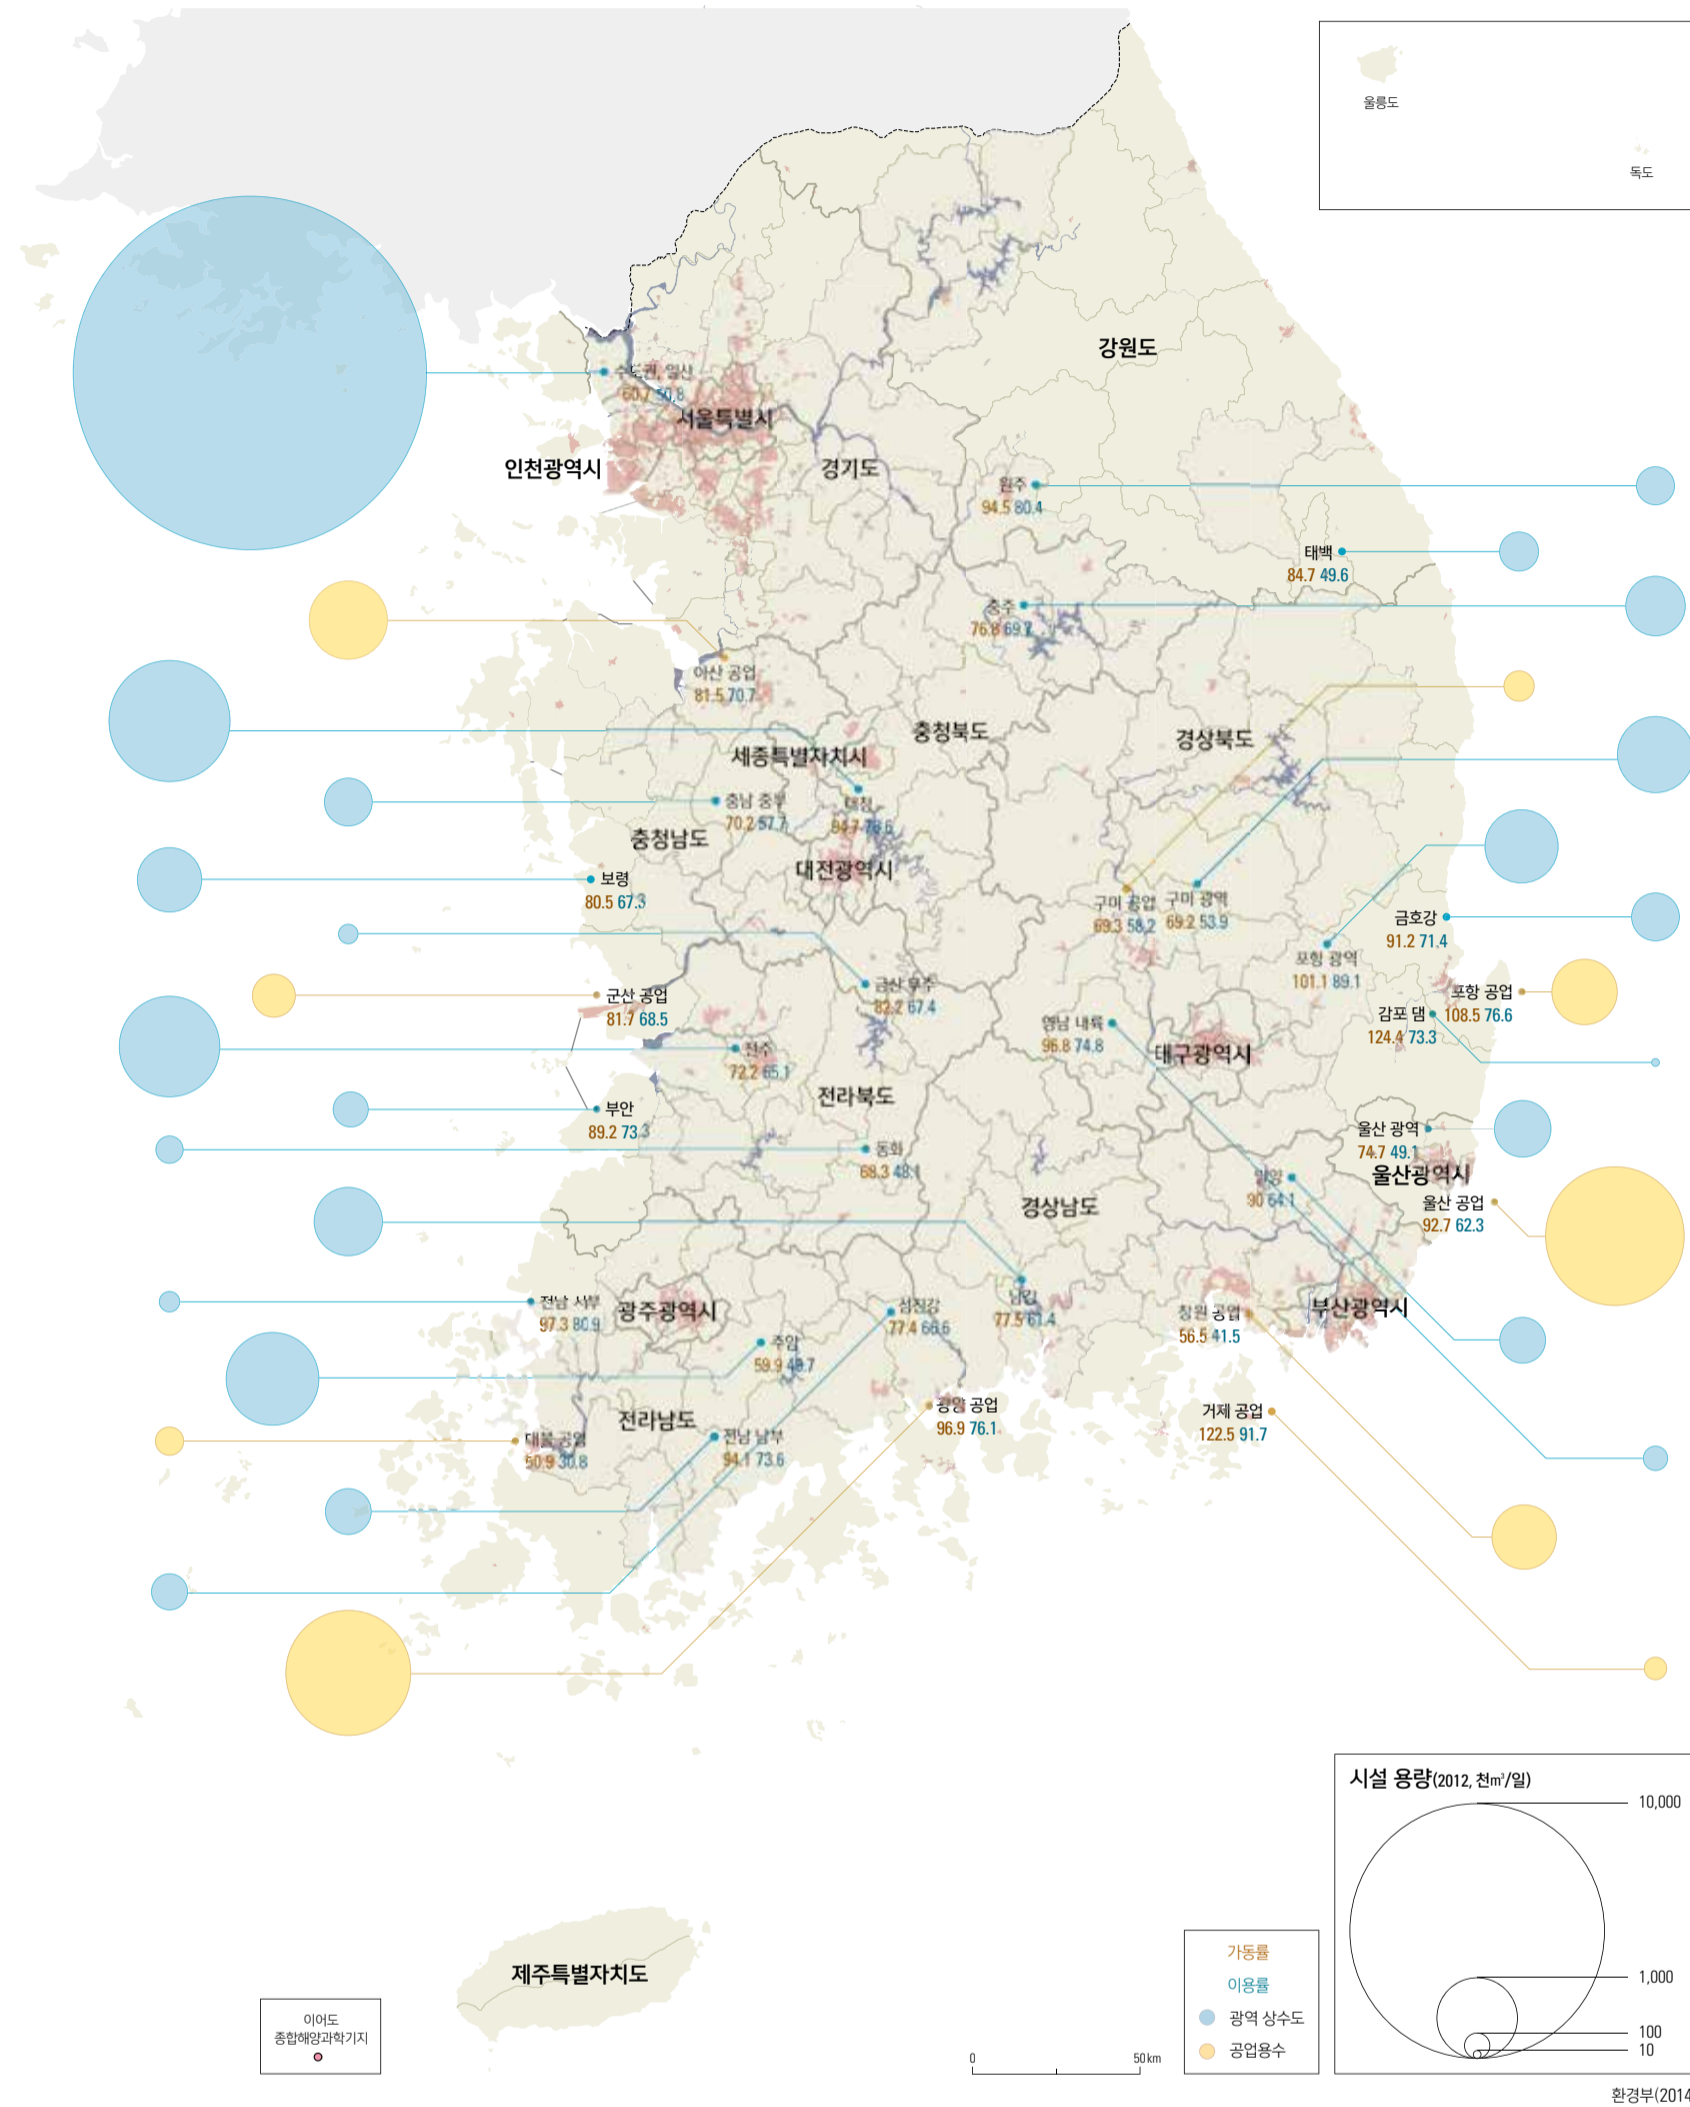 울릉도
독도
강원도
수도권, 일산
60.7 50.8
서울특별시
인천광역시
경기도
원주
94.5 80.4
태백
84.7 49.6
충주
76.8 69.2
아산 공업
81.5 70.7
충청북도
경상북도
세종특별자치시
충남 중부
70.2 57.7
대청
충청남도
대전광역시
보령
80.5 67.3
구미 공업
69.3 58.2
구미 광역
69.2 53.9
금호강
91.2 71.4
포항 광역
101.1 89.1
금산 무주
82.2 67.4
군산 공업
81.7 68.5
포항 공업
108.5 76.6
감포 댐
124.4 73.3
영남 내륙
96.8 74.8
대구광역시
전주
72.2 65.1
전라북도
부안
89.2 73.3
동화
68.3 48.1
울산 광역
74.7 49.1
울산광역시
밀양
90 64.1
울산 공업
92.7 62.3
경상남도
전남 서부
97.3 80.9
광주광역시
섬진강
77.4 66.6
남강
77.5 61.4
창원 공업
56.5 41.5
부산광역시
주암
59.9 48.7
광양 공업
96.9 76.1
거제 공업
122.5 91.7
전라남도
대불 공업
50.9 30.8
전남 남부
94.1 73.6
제주특별자치도
이어도
종합해양과학기지
0 50km
가동률
이용률
광역 상수도
공업용수
시설 용량(2012, 천㎥/일)
10,000
1,000
100
10
환경부(2014